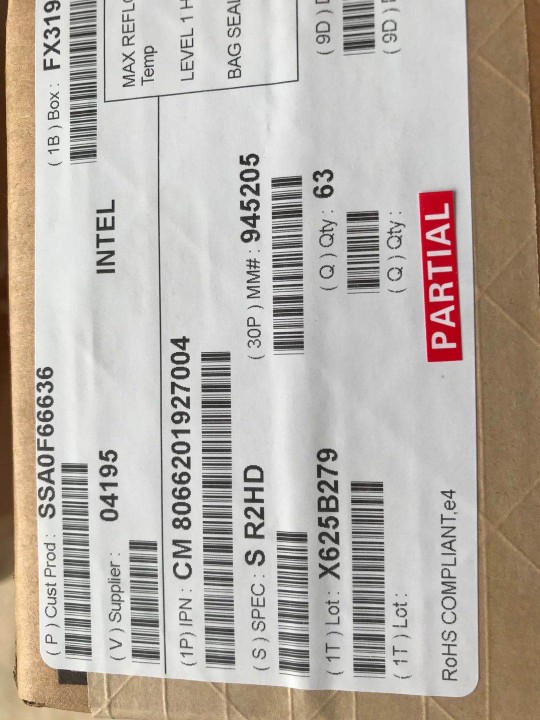 ( P ) Cust Prod : SSA0F66636
( 1B ) Box : FX319
( V ) Supplier : 04195
INTEL
MAX REFLO
Temp
LEVEL 1 H
BAG SEAL
(1P) IPN : CM 8066201927004
( S ) SPEC : S R2HD
( 30P ) MM# : 945205
( 9D )
( 1T ) Lot : X625B279
( Q ) Qty : 63
( 9D )
( 1T ) Lot :
( Q ) Qty :
RoHS COMPLIANT,e4
PARTIAL